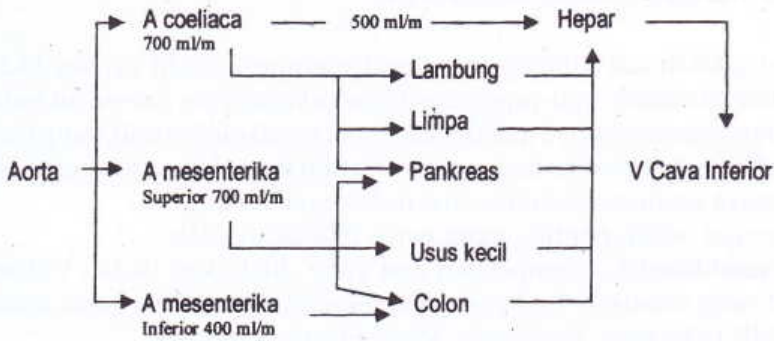 A coeliaca
700 ml/m
500 ml/m
Hepar
Lambung
Limpa
Aorta
A mesenterika
Superior 700 ml/m
Pankreas
V Cava Inferior
Usus kecil
A mesenterika
Inferior 400 ml/m
Colon